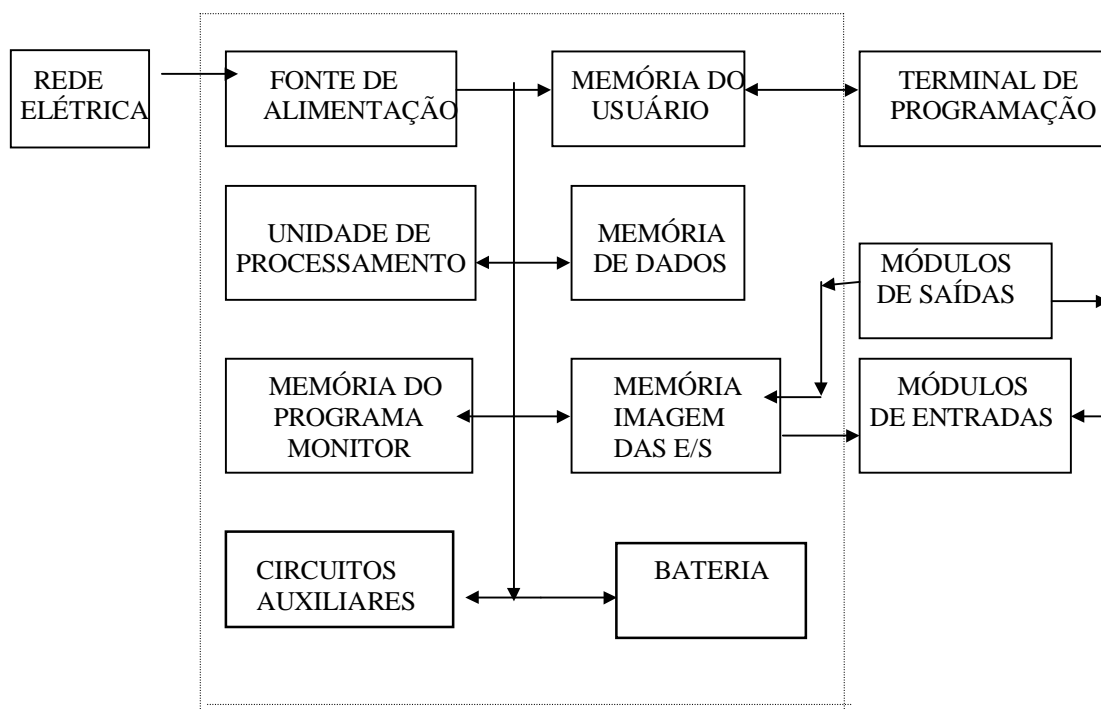 REDE
ELÉTRICA
FONTE DE
ALIMENTAÇÃO
MEMÓRIA DO
USUÁRIO
TERMINAL DE
PROGRAMAÇÃO
UNIDADE DE
PROCESSAMENTO
MEMÓRIA
DE DADOS
MÓDULOS
DE SAÍDAS
MEMÓRIA DO
PROGRAMA
MONITOR
MEMÓRIA
IMAGEM
DAS E/S
MÓDULOS
DE ENTRADAS
CIRCUITOS
AUXILIARES
BATERIA